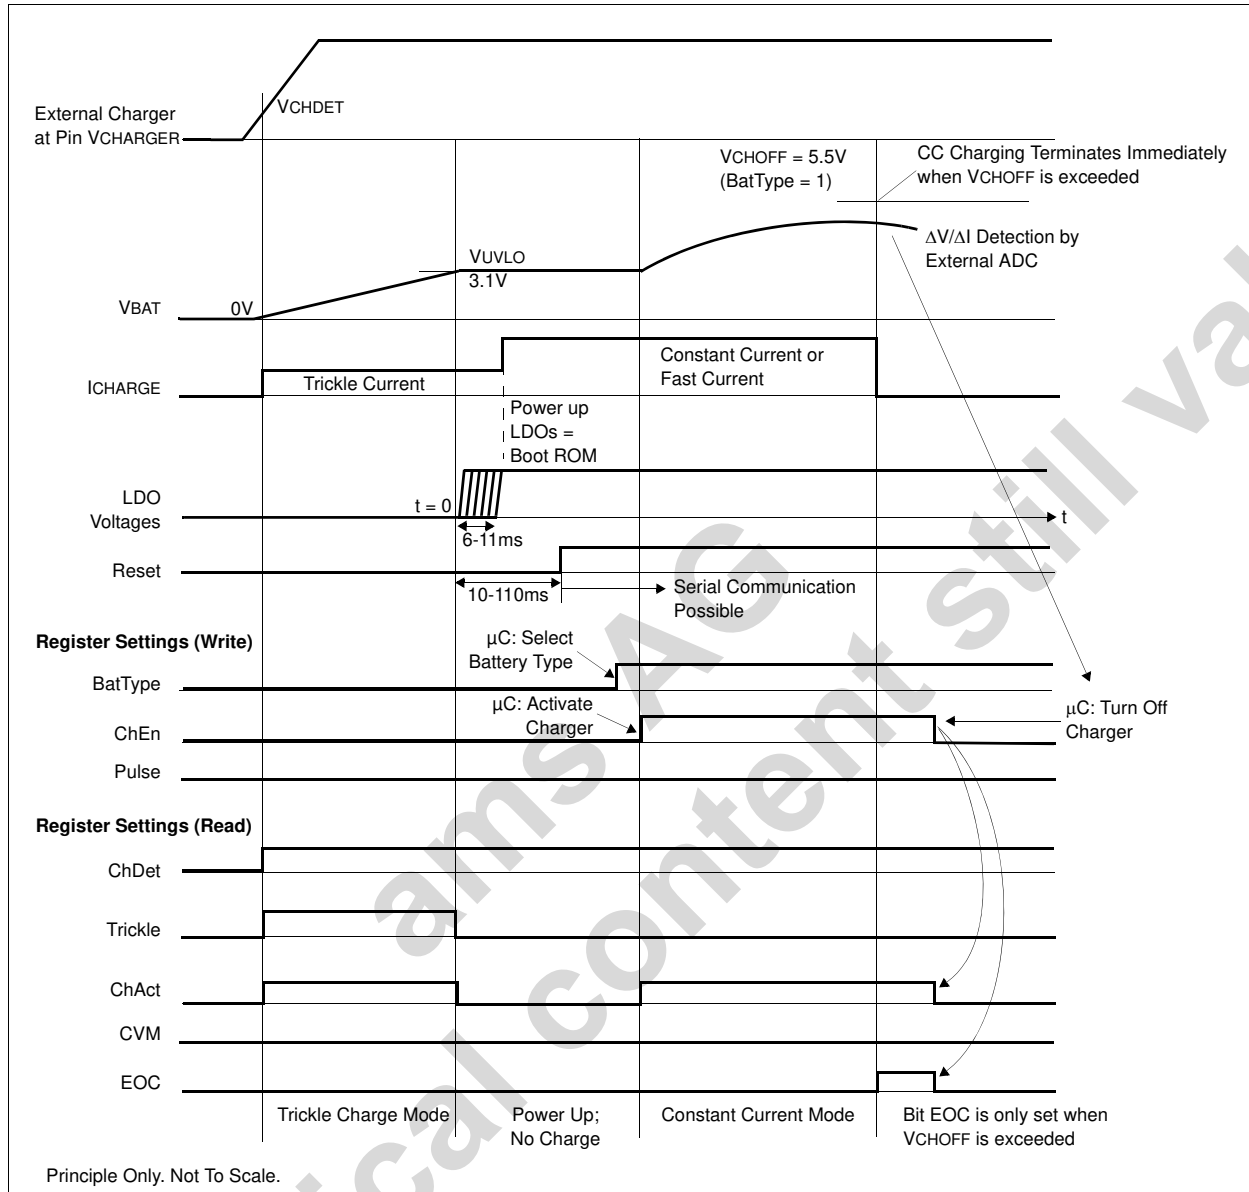 VCHDET
External Charger
at Pin VCHARGER
VCHOFF = 5.5V
(BatType = 1)
CC Charging Terminates Immediately
when VCHOFF is exceeded
ΔV/ΔI Detection by
External ADC
VUVLO
3.1V
VBAT
0V
ICHARGE
Trickle Current
Constant Current or
Fast Current
Power up
LDOs =
Boot ROM
LDO
Voltages
t = 0
t
6-11ms
Reset
10-110ms
Serial Communication
Possible
Register Settings (Write)
µC: Select
Battery Type
BatType
µC: Activate
Charger
µC: Turn Off
Charger
ChEn
Pulse
Register Settings (Read)
ChDet
Trickle
ChAct
CVM
EOC
Trickle Charge Mode
Power Up;
No Charge
Constant Current Mode
Bit EOC is only set when
VCHOFF is exceeded
Principle Only. Not To Scale.
ams AG
content still